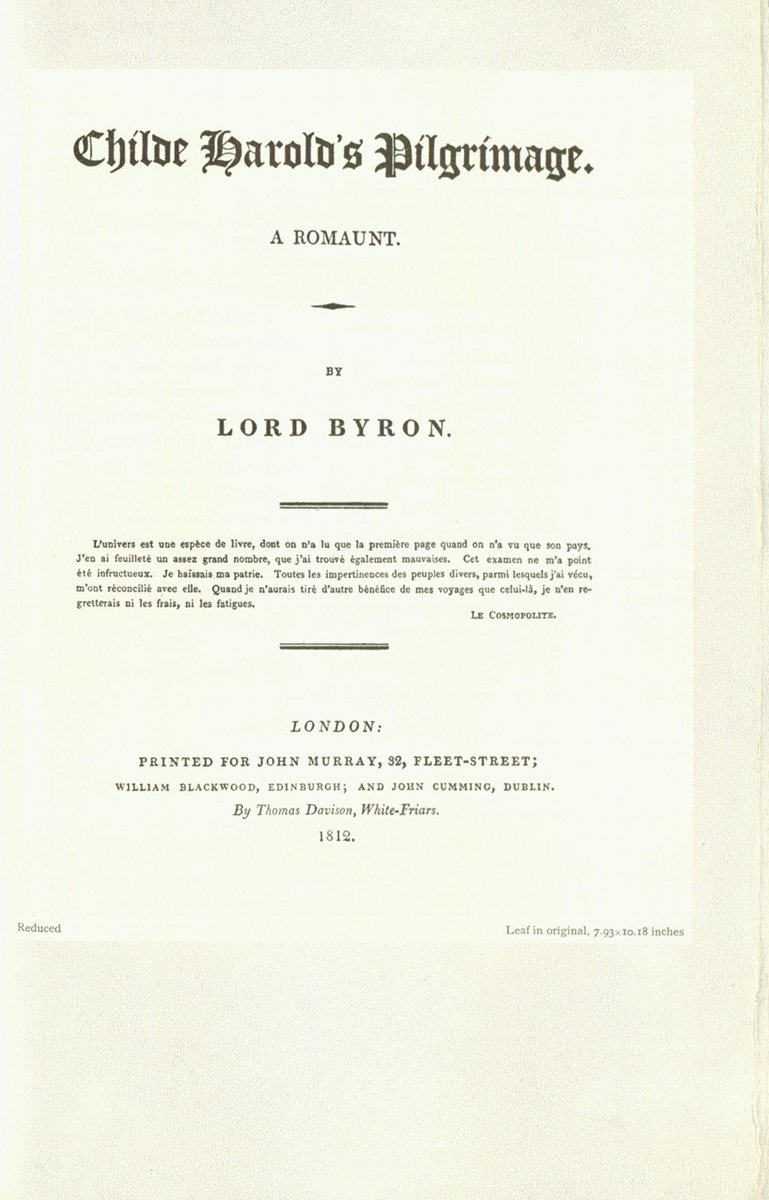 Childe Harold's Pilgrimage.
A ROMAUNT.
BY
LORD BYRON.
L'univers est une espèce de livre, dont on n'a lu que la première page quand on n'a vu que son pays.
J'en ai feuilleté un assez grand nombre, que j'ai trouvé également mauvaises. Cet examen ne m'a point
été infructueux. Je haïssais ma patrie. Toutes les impertinences des peuples divers, parmi lesquels j'ai vécu,
m'ont réconcilié avec elle. Quand je n'aurais tiré d'autre bénéfice de mes voyages que celui-là, je n'en re-
gretterais ni les frais, ni les fatigues.
LE COSMOPOLITE.
LONDON:
PRINTED FOR JOHN MURRAY, 32, FLEET-STREET;
WILLIAM BLACKWOOD, EDINBURGH; AND JOHN CUMMING, DUBLIN.
By Thomas Davison, White-Friars.
1812.
Reduced
Leaf in original, 7.93×10.18 inches